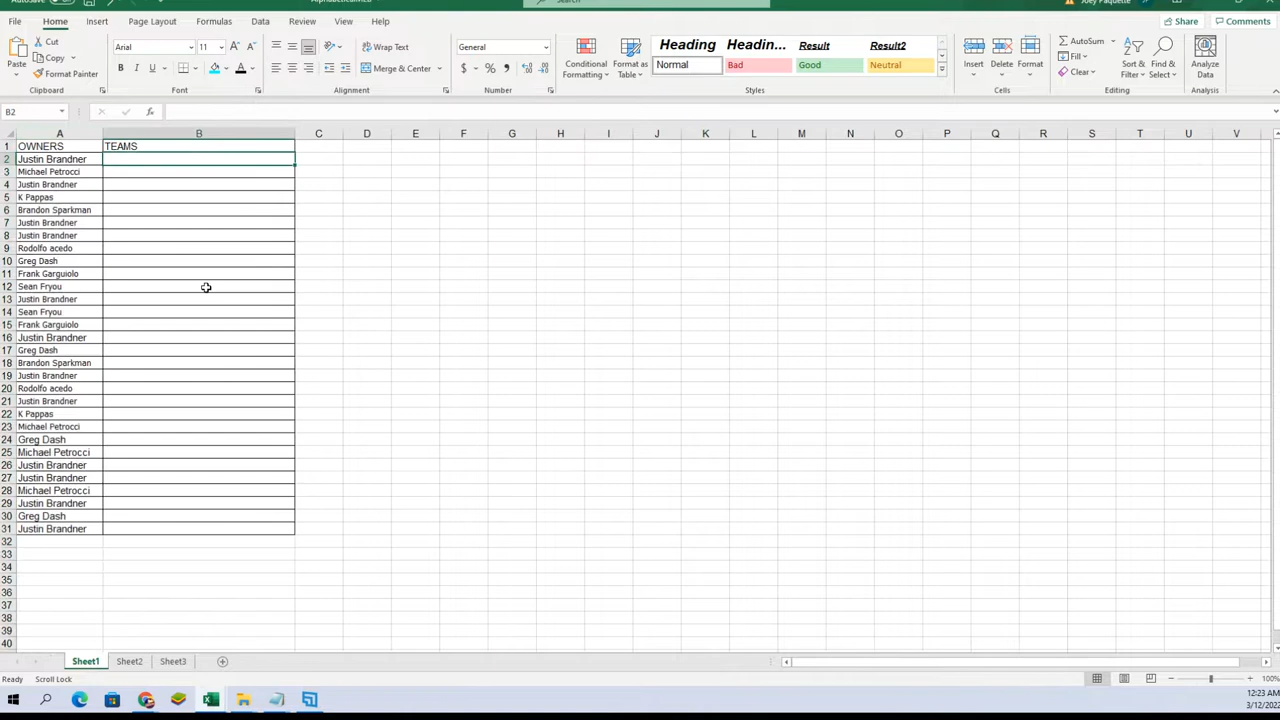 Search
Joey Paquette
File Home Insert Page Layout Formulas Data Review View Help Share Comments
Paste Cut Copy Format Painter Clipboard
Arial 11 Font
Wrap Text Merge & Center Alignment
General Number
Conditional Formatting Format as Table
Heading Headin... Result Result2
Normal Bad Good Neutral
Styles
Insert Delete Format Cells
AutoSum Fill Clear Sort & Filter Find & Select Editing
Analyze Data Analysis
B2 fx
A B C D E F G H I J K L M N O P Q R S T U V
1 OWNERS TEAMS
2 Justin Brandner
3 Michael Petrocci
4 Justin Brandner
5 K Pappas
6 Brandon Sparkman
7 Justin Brandner
8 Justin Brandner
9 Rodolfo acedo
10 Greg Dash
11 Frank Garguiolo
12 Sean Fryou
13 Justin Brandner
14 Sean Fryou
15 Frank Garguiolo
16 Justin Brandner
17 Greg Dash
18 Brandon Sparkman
19 Justin Brandner
20 Rodolfo acedo
21 Justin Brandner
22 K Pappas
23 Michael Petrocci
24 Greg Dash
25 Michael Petrocci
26 Justin Brandner
27 Justin Brandner
28 Michael Petrocci
29 Justin Brandner
30 Greg Dash
31 Justin Brandner
32
33
34
35
36
37
38
39
40
Sheet1 Sheet2 Sheet3
Ready Scroll Lock 100%
12:23 AM